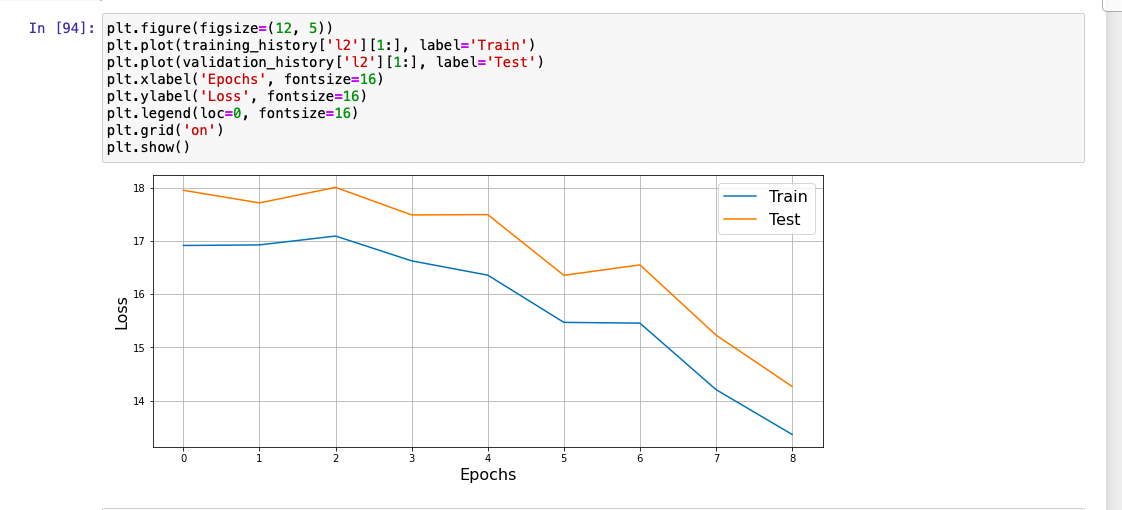 In [94]:
plt.figure(figsize=(12, 5))
plt.plot(training_history['l2'][1:], label='Train')
plt.plot(validation_history['l2'][1:], label='Test')
plt.xlabel('Epochs', fontsize=16)
plt.ylabel('Loss', fontsize=16)
plt.legend(loc=0, fontsize=16)
plt.grid('on')
plt.show()
18
17
16
15
14
Loss
Train
Test
0 1 2 3 4 5 6 7 8
Epochs